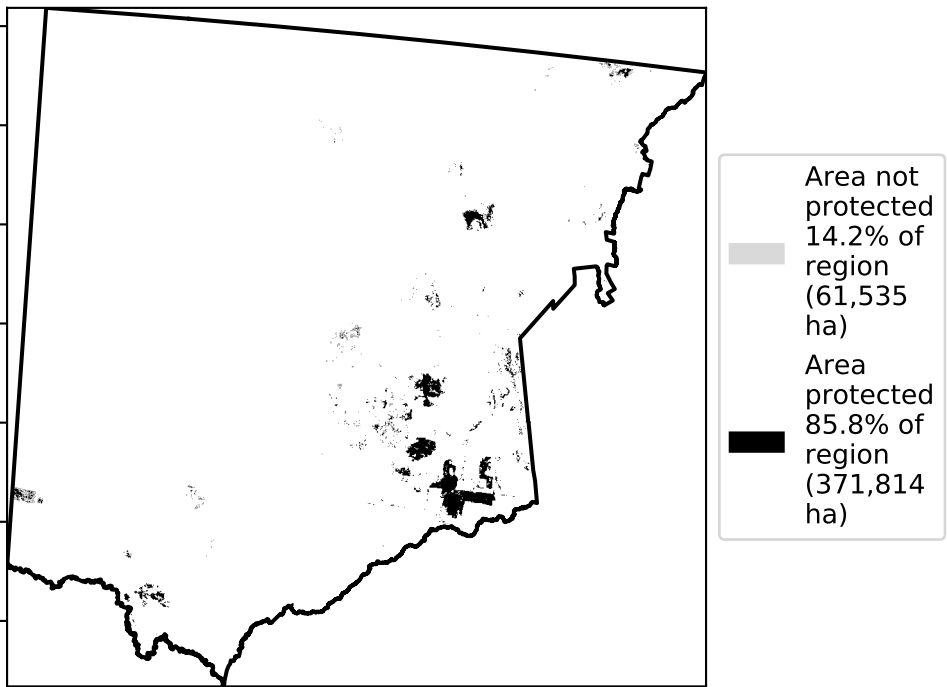 Area not
protected
14.2% of
region
(61,535
ha)
Area
protected
85.8% of
region
(371,814
ha)